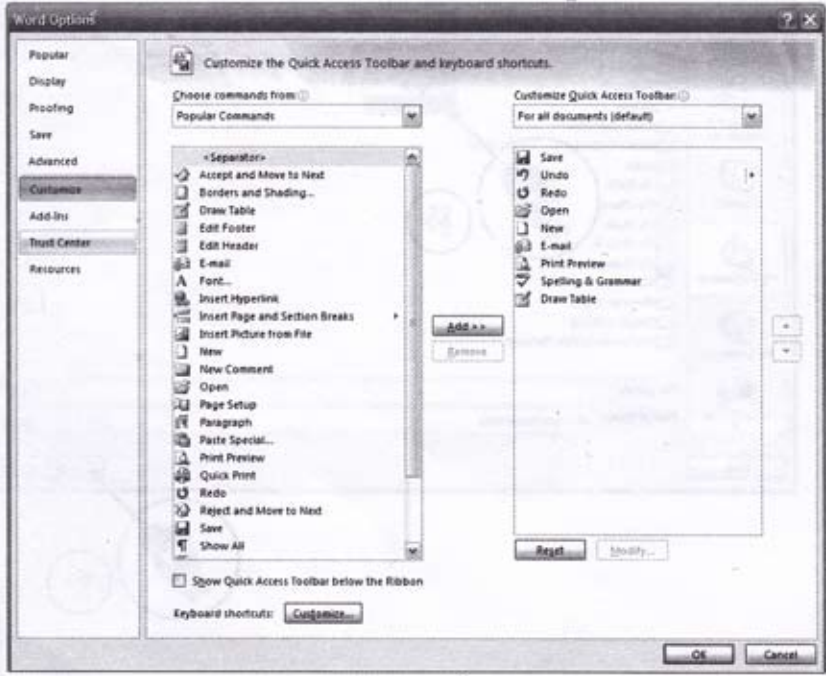 Word Options
Popular
Display
Proofing
Save
Advanced
Customize
Add-Ins
Trust Center
Resources
Customize the Quick Access Toolbar and keyboard shortcuts.
Choose commands from:
Popular Commands
<Separator>
Accept and Move to Next
Borders and Shading...
Draw Table
Edit Footer
Edit Header
E-mail
Font...
Insert Hyperlink
Insert Page and Section Breaks
Insert Picture from File
New
New Comment
Open
Page Setup
Paragraph
Paste Special...
Print Preview
Quick Print
Redo
Reject and Move to Next
Save
Show All
Show Quick Access Toolbar below the Ribbon
Keyboard shortcuts: Customize...
Add >>
Remove
Customize Quick Access Toolbar:
For all documents (default)
Save
Undo
Redo
Open
New
E-mail
Print Preview
Spelling & Grammar
Draw Table
Reset Modify...
OK Cancel